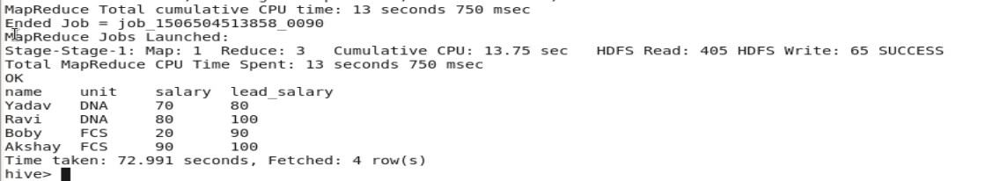 MapReduce Total cumulative CPU time: 13 seconds 750 msec
Ended Job = job_1506504513858_0090
MapReduce Jobs Launched:
Stage-Stage-1: Map: 1  Reduce: 3   Cumulative CPU: 13.75 sec   HDFS Read: 405 HDFS Write: 65 SUCCESS
Total MapReduce CPU Time Spent: 13 seconds 750 msec
OK
name    unit    salary  lead_salary
Yadav   DNA     70      80
Ravi    DNA     80      100
Boby    FCS     20      90
Akshay  FCS     90      100
Time taken: 72.991 seconds, Fetched: 4 row(s)
hive>